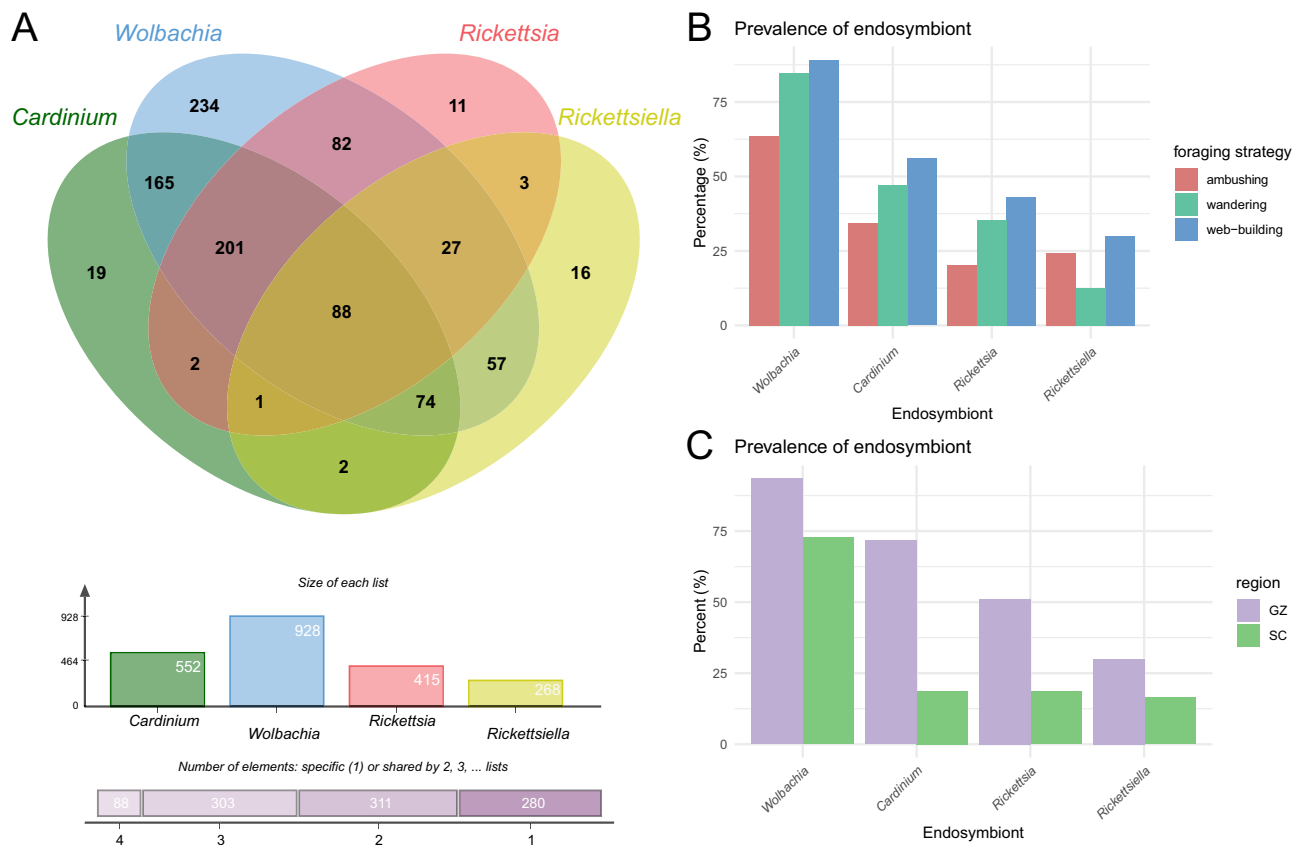 A
Wolbachia
Rickettsia
Cardinium
Rickettsiella
234
11
82
165
3
201
27
19
16
88
2
57
1
74
2
Size of each list
928
464
0
552
928
415
268
Cardinium
Wolbachia
Rickettsia
Rickettsiella
Number of elements: specific (1) or shared by 2, 3, ... lists
88
303
311
280
4
3
2
1
B
Prevalence of endosymbiont
Percentage (%)
75
50
25
0
Wolbachia
Cardinium
Rickettsia
Rickettsiella
Endosymbiont
foraging strategy
ambushing
wandering
web−building
C
Prevalence of endosymbiont
Percent (%)
75
50
25
0
Wolbachia
Cardinium
Rickettsia
Rickettsiella
Endosymbiont
region
GZ
SC